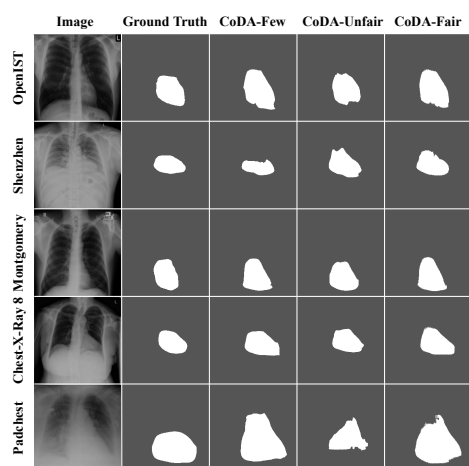 Image Ground Truth CoDA-Few CoDA-Unfair CoDA-Fair
OpenIST
L
Shenzhen
Montgomery
Chest-X-Ray 8
Padchest